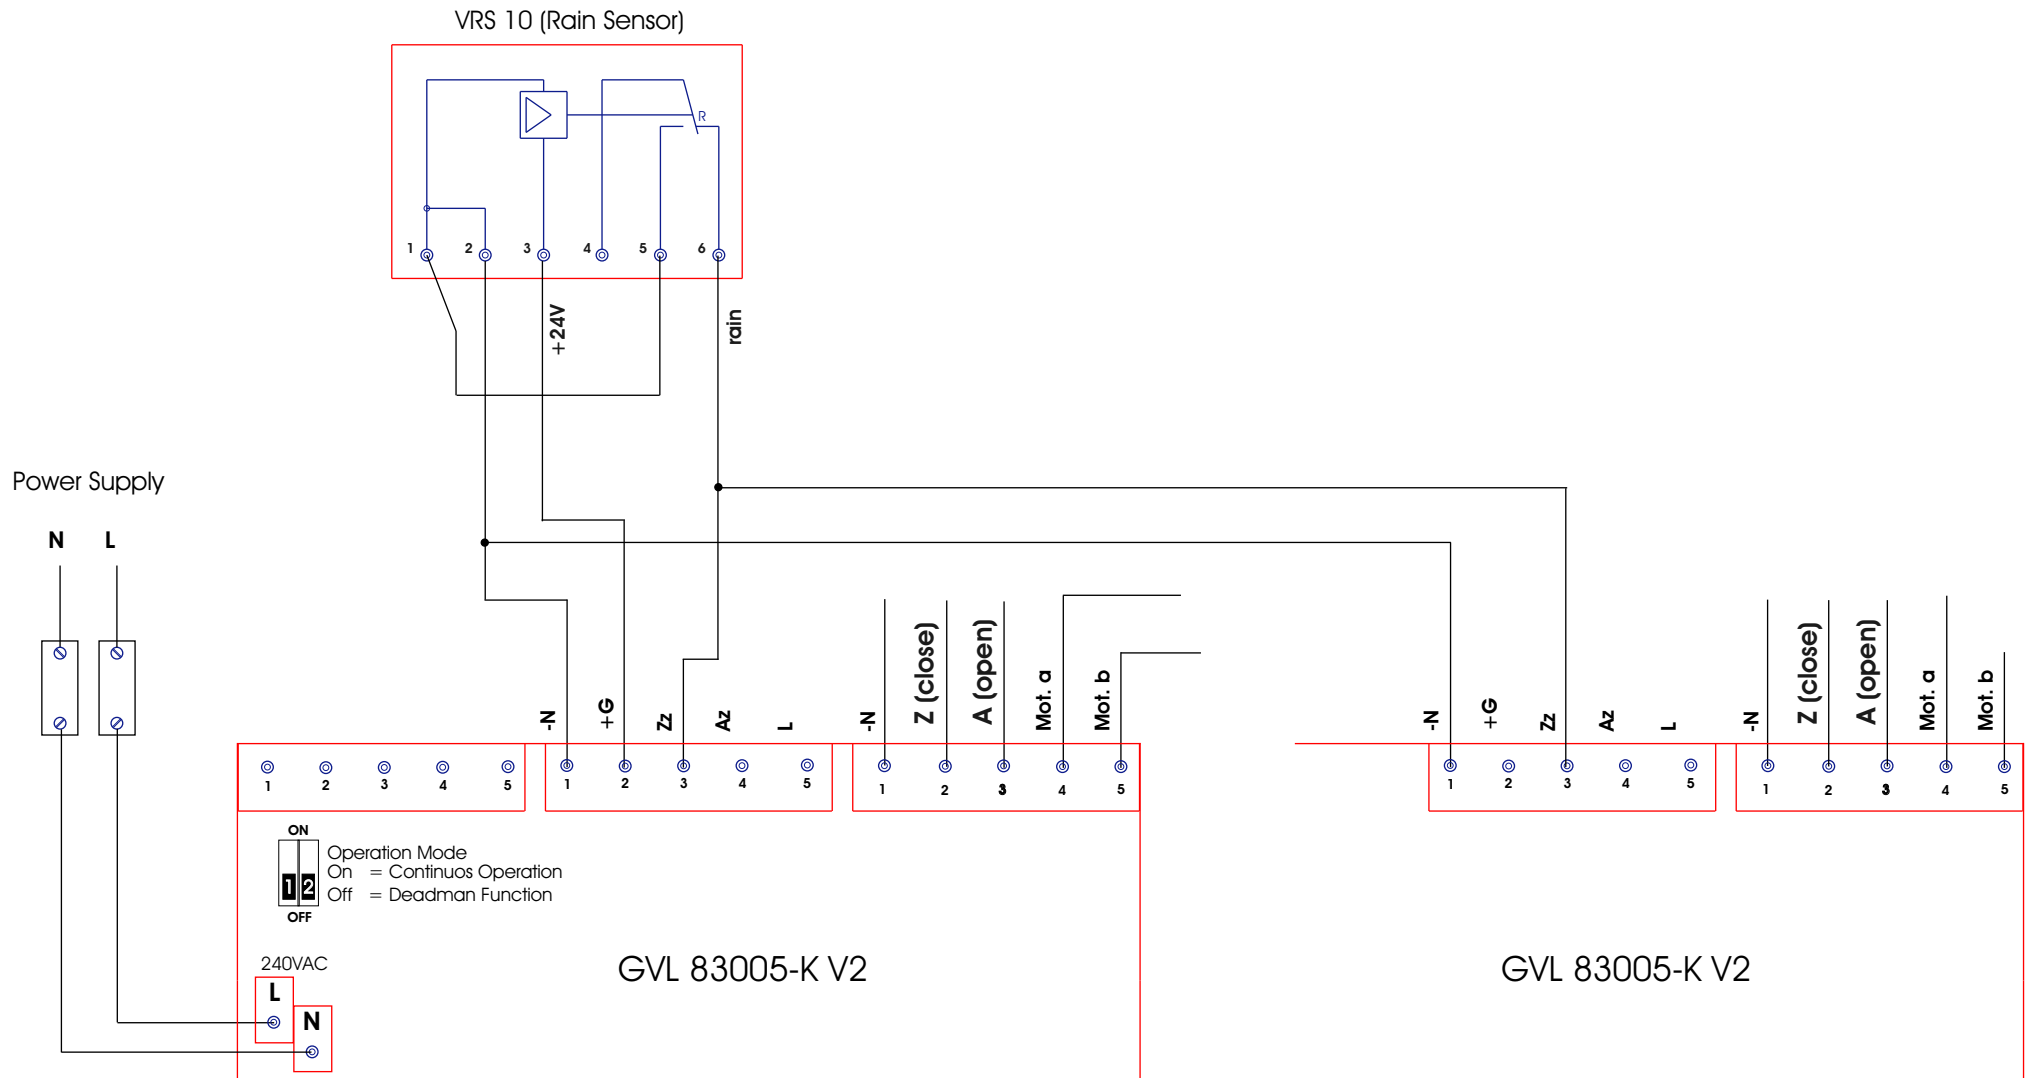 VRS 10 (Rain Sensor)
R
1 2 3 4 5 6
+24V
rain
Power Supply
N L
-N +G Zz Az L
-N Z (close) A (open) Mot. a Mot. b
-N +G Zz Az L
-N Z (close) A (open) Mot. a Mot. b
1 2 3 4 5
1 2 3 4 5
1 2 3 4 5
1 2 3 4 5
1 2 3 4 5
ON
1 2
OFF
Operation Mode
On = Continuos Operation
Off = Deadman Function
240VAC
L
N
GVL 83005-K V2
GVL 83005-K V2